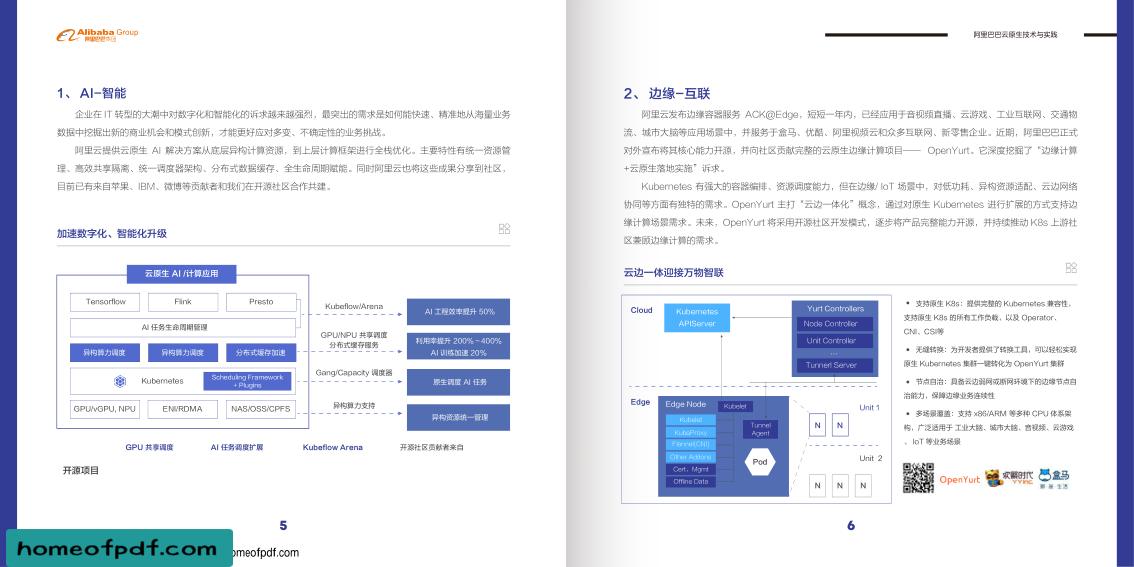 Alibaba Group
阿里巴巴集团
1、 AI-智能
企业在 IT 转型的大潮中对数字化和智能化的诉求越来越强烈，最突出的需求是如何能快速、精准地从海量业务
数据中挖掘出新的商业机会和模式创新，才能更好应对多变、不确定性的业务挑战。
阿里云提供云原生 AI 解决方案从底层异构计算资源，到上层计算框架进行全栈优化。主要特性有统一资源管
理、高效共享隔离、统一调度器架构、分布式数据缓存、全生命周期赋能。同时阿里云也将这些成果分享到社区，
目前已有来自苹果、IBM、微博等贡献者和我们在开源社区合作共建。
加速数字化、智能化升级
云原生 AI /计算应用
Tensorflow
Flink
Presto
AI 任务生命周期管理
异构算力调度
异构算力调度
分布式缓存加速
Kubernetes
Scheduling Framework
+ Plugins
GPU/vGPU, NPU
ENI/RDMA
NAS/OSS/CPFS
Kubeflow/Arena
AI 工程效率提升 50%
GPU/NPU 共享调度
分布式缓存服务
利用率提升 200%~400%
AI 训练加速 20%
Gang/Capacity 调度器
原生调度 AI 任务
异构算力支持
异构资源统一管理
GPU 共享调度
AI 任务调度扩展
Kubeflow Arena
开源社区贡献者来自
开源项目
5
homeofpdf.com
omeofpdf.com
阿里巴巴云原生技术与实践
2、 边缘-互联
阿里云发布边缘容器服务 ACK@Edge，短短一年内，已经应用于音视频直播、云游戏、工业互联网、交通物
流、城市大脑等应用场景中，并服务于盒马、优酷、阿里视频云和众多互联网、新零售企业。近期，阿里巴巴正式
对外宣布将其核心能力开源，并向社区贡献完整的云原生边缘计算项目—— OpenYurt。它深度挖掘了“边缘计算
+云原生落地实施”诉求。
Kubernetes 有强大的容器编排、资源调度能力，但在边缘/ IoT 场景中，对低功耗、异构资源适配、云边网络
协同等方面有独特的需求。OpenYurt 主打“云边一体化”概念，通过对原生 Kubernetes 进行扩展的方式支持边
缘计算场景需求。未来，OpenYurt 将采用开源社区开发模式，逐步将产品完整能力开源，并持续推动 K8s 上游社
区兼顾边缘计算的需求。
云边一体迎接万物智联
Cloud
Kubernetes
APIServer
Yurt Controllers
Node Controller
Unit Controller
...
Tunnerl Server
Edge
Edge Node
Kubelet
Kubelet
KubeProxy
Flannel(CNI)
Other Addons
Cert. Mgmt
Offline Data
Tunnel
Agent
Pod
Unit 1
N
N
Unit 2
N
N
N
• 支持原生 K8s：提供完整的 Kubernetes 兼容性，
支持原生 K8s 的所有工作负载，以及 Operator、
CNI、CSI等
• 无缝转换：为开发者提供了转换工具，可以轻松实现
原生 Kubernetes 集群一键转化为 OpenYurt 集群
• 节点自治：具备云边弱网或断网环境下的边缘节点自
治能力，保障边缘业务连续性
• 多场景覆盖：支持 x86/ARM 等多种 CPU 体系架
构，广泛适用于 工业大脑、城市大脑、音视频、云游戏
、IoT 等业务场景
OpenYurt
欢聚时代
YY INC.
盒马
鲜·美·生活
6